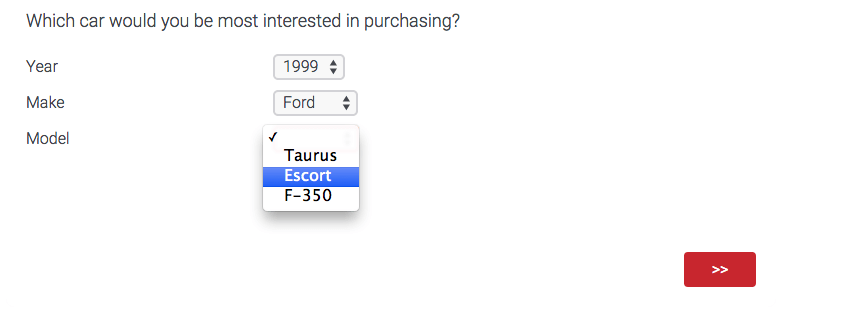 Which car would you be most interested in purchasing?
Year 1999
Make Ford
Model ✓
Taurus
Escort
F-350
>>